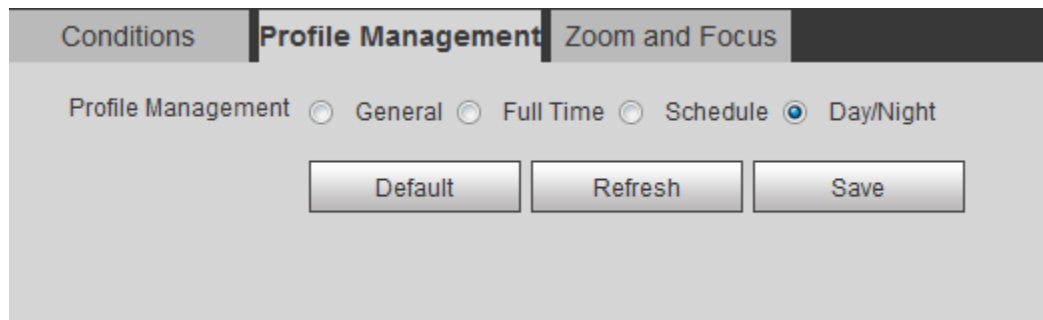 Conditions Profile Management Zoom and Focus
Profile Management General Full Time Schedule Day/Night
Default Refresh Save